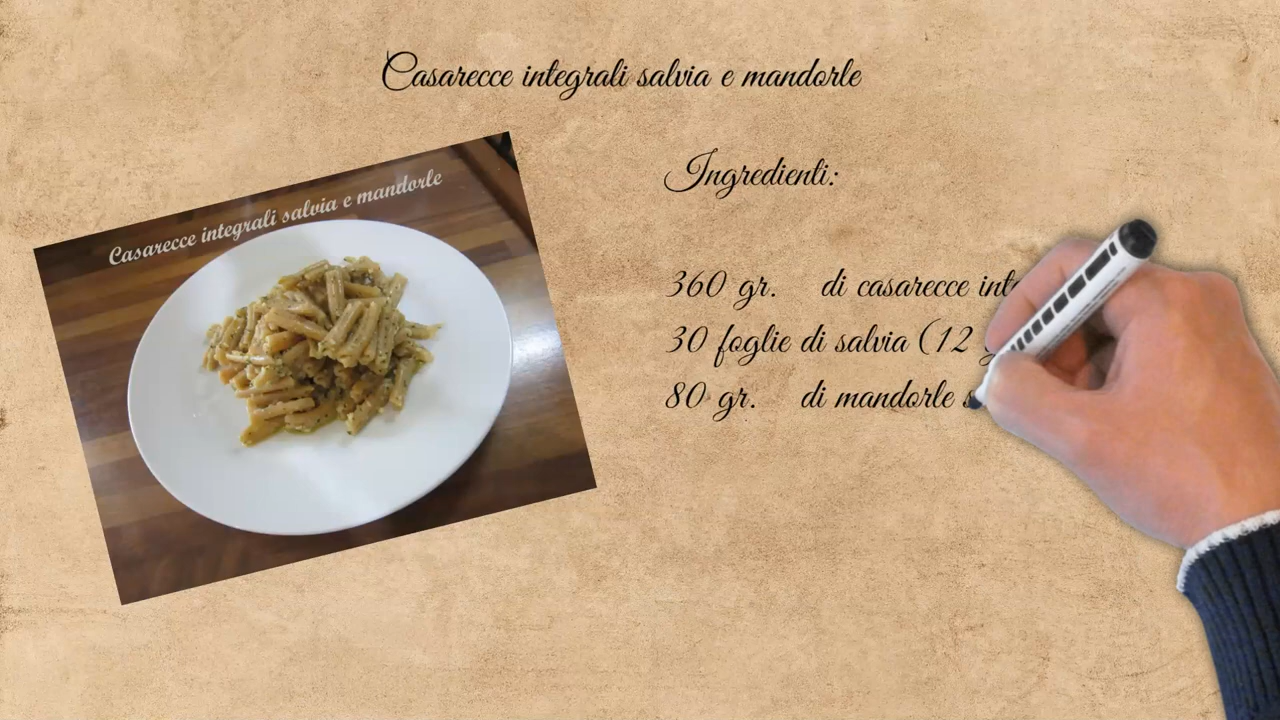 Casarecce integrali salvia e mandorle
Casarecce integrali salvia e mandorle
Ingredienti:
360 gr. di casarecce
30 foglie di salvia (12
80 gr. di mandorle